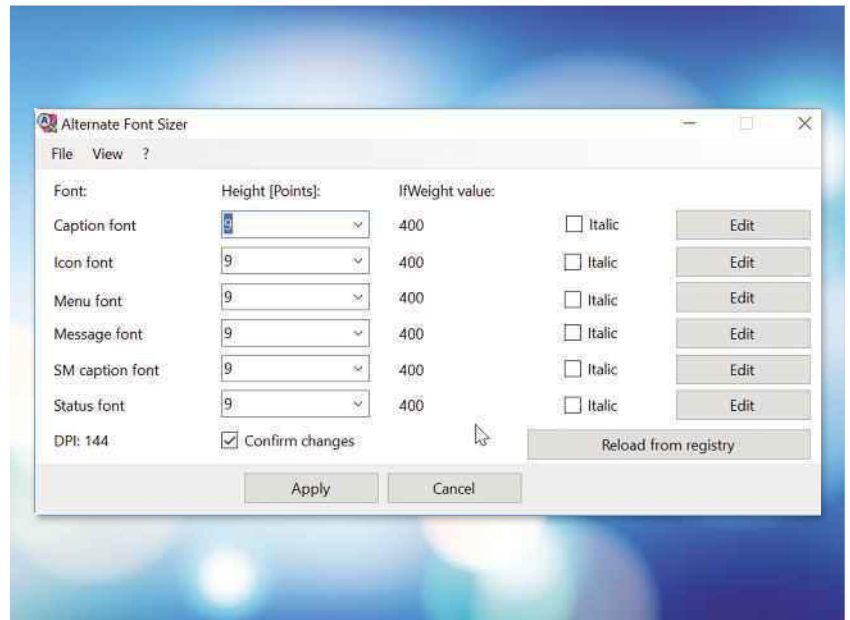 Alternate Font Sizer
File View ?
Font: Height [Points]: lfWeight value:
Caption font 9 400 Italic Edit
Icon font 9 400 Italic Edit
Menu font 9 400 Italic Edit
Message font 9 400 Italic Edit
SM caption font 9 400 Italic Edit
Status font 9 400 Italic Edit
DPI: 144 Confirm changes Reload from registry
Apply Cancel